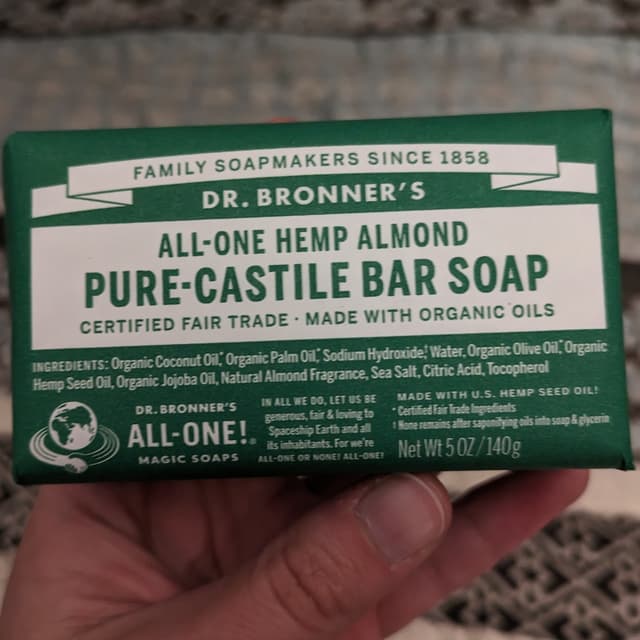 FAMILY SOAPMAKERS SINCE 1858
DR. BRONNER'S
ALL-ONE HEMP ALMOND
PURE-CASTILE BAR SOAP
CERTIFIED FAIR TRADE · MADE WITH ORGANIC OILS
INGREDIENTS: Organic Coconut Oil,* Organic Palm Oil,* Sodium Hydroxide,† Water, Organic Olive Oil,* Organic
Hemp Seed Oil, Organic Jojoba Oil, Natural Almond Fragrance, Sea Salt, Citric Acid, Tocopherol
DR. BRONNER'S
ALL-ONE!®
MAGIC SOAPS
IN ALL WE DO, LET US BE
generous, fair & loving to
Spaceship Earth and all
its inhabitants. For we're
ALL-ONE OR NONE! ALL-ONE!
MADE WITH U.S. HEMP SEED OIL!
* Certified Fair Trade Ingredients
† None remains after saponifying oils into soap & glycerin
Net Wt 5 OZ/140g